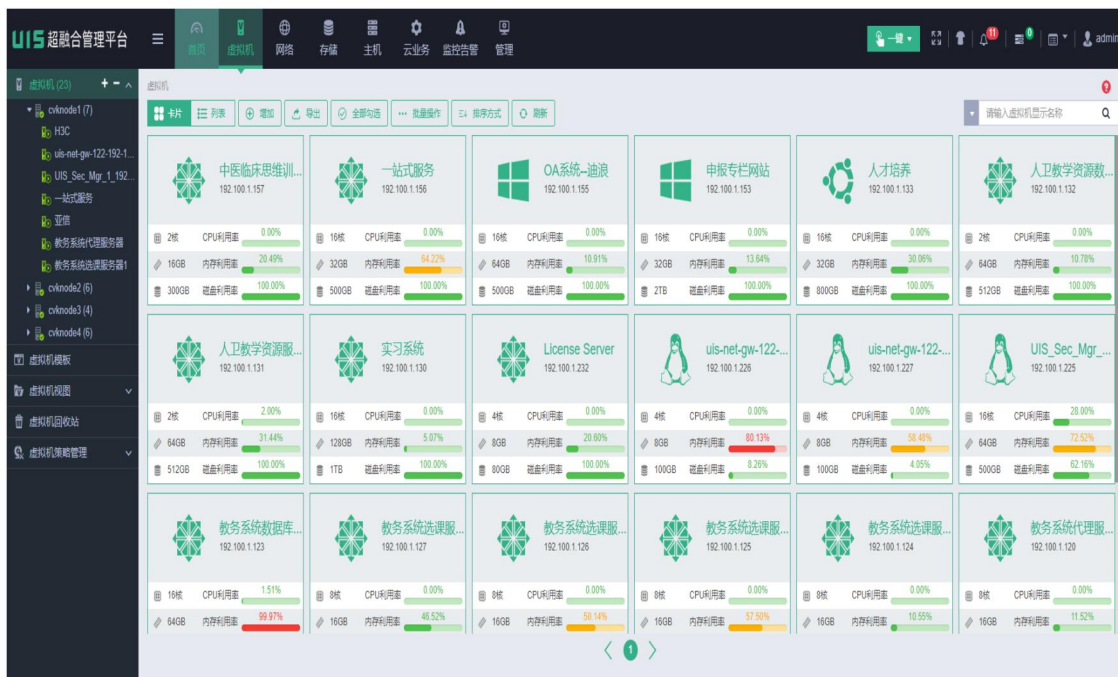 UIS 超融合管理平台
首页 虚拟机 网络 存储 主机 云业务 监控告警 管理
一键
11
0
admin
虚拟机 (23)
cvknode1 (7)
H3C
uis-net-gw-122-192-1...
UIS_Sec_Mgr_1_192...
一站式服务
亚信
教务系统代理服务器
教务系统选课服务器1
cvknode2 (6)
cvknode3 (4)
cvknode4 (6)
虚拟机模板
虚拟机视图
虚拟机回收站
虚拟机策略管理
虚拟机
卡片 列表 增加 导出 全部勾选 批量操作 排序方式 刷新
请输入虚拟机显示名称
中医临床思维训...
192.100.1.157
2核 CPU利用率 0.00%
16GB 内存利用率 20.49%
300GB 磁盘利用率 100.00%
一站式服务
192.100.1.156
16核 CPU利用率 0.00%
32GB 内存利用率 64.22%
500GB 磁盘利用率 100.00%
OA系统--迪浪
192.100.1.155
16核 CPU利用率 0.00%
64GB 内存利用率 10.91%
500GB 磁盘利用率 100.00%
申报专栏网站
192.100.1.153
16核 CPU利用率 0.00%
32GB 内存利用率 13.64%
2TB 磁盘利用率 100.00%
人才培养
192.100.1.133
16核 CPU利用率 0.00%
32GB 内存利用率 30.06%
800GB 磁盘利用率 100.00%
人卫教学资源数...
192.100.1.132
2核 CPU利用率 0.00%
64GB 内存利用率 10.78%
512GB 磁盘利用率 100.00%
人卫教学资源服...
192.100.1.131
2核 CPU利用率 2.00%
64GB 内存利用率 31.44%
512GB 磁盘利用率 100.00%
实习系统
192.100.1.130
16核 CPU利用率 0.00%
128GB 内存利用率 5.07%
1TB 磁盘利用率 100.00%
License Server
192.100.1.232
4核 CPU利用率 0.00%
8GB 内存利用率 20.60%
80GB 磁盘利用率 100.00%
uis-net-gw-122-...
192.100.1.226
4核 CPU利用率 0.00%
8GB 内存利用率 80.13%
100GB 磁盘利用率 8.26%
uis-net-gw-122-...
192.100.1.227
4核 CPU利用率 0.00%
8GB 内存利用率 58.48%
100GB 磁盘利用率 4.05%
UIS_Sec_Mgr_...
192.100.1.225
16核 CPU利用率 28.00%
64GB 内存利用率 72.52%
500GB 磁盘利用率 62.16%
教务系统数据库...
192.100.1.123
16核 CPU利用率 1.51%
64GB 内存利用率 99.97%
教务系统选课服...
192.100.1.127
8核 CPU利用率 0.00%
16GB 内存利用率 46.52%
教务系统选课服...
192.100.1.126
8核 CPU利用率 0.00%
16GB 内存利用率 50.14%
教务系统选课服...
192.100.1.125
8核 CPU利用率 0.00%
16GB 内存利用率 57.50%
教务系统选课服...
192.100.1.124
8核 CPU利用率 0.00%
16GB 内存利用率 10.55%
教务系统代理服...
192.100.1.120
8核 CPU利用率 0.00%
16GB 内存利用率 11.52%
1